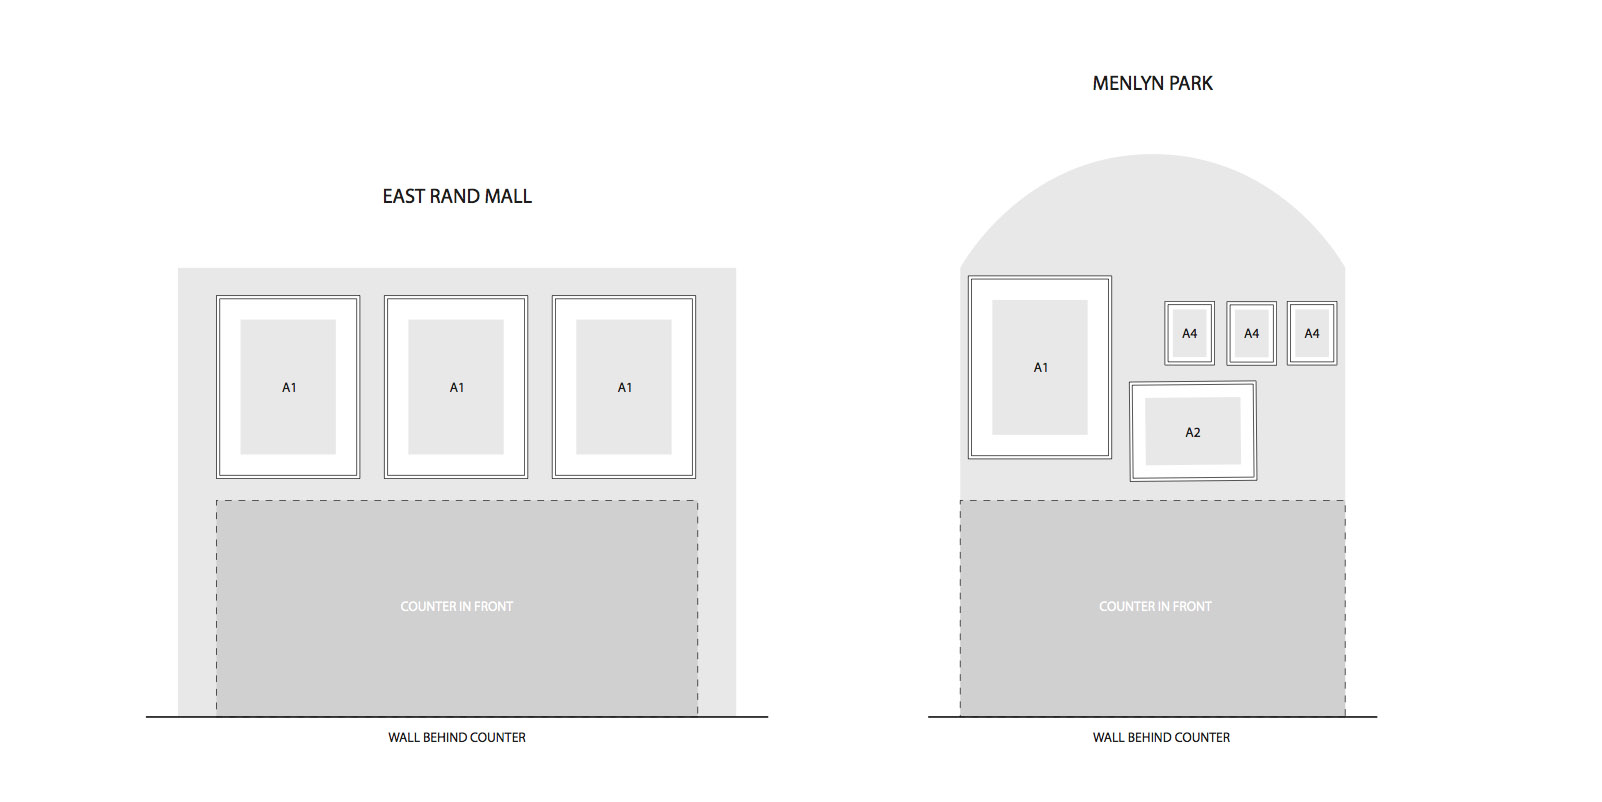 EAST RAND MALL
A1
A1
A1
COUNTER IN FRONT
WALL BEHIND COUNTER
MENLYN PARK
A1
A4
A4
A4
A2
COUNTER IN FRONT
WALL BEHIND COUNTER